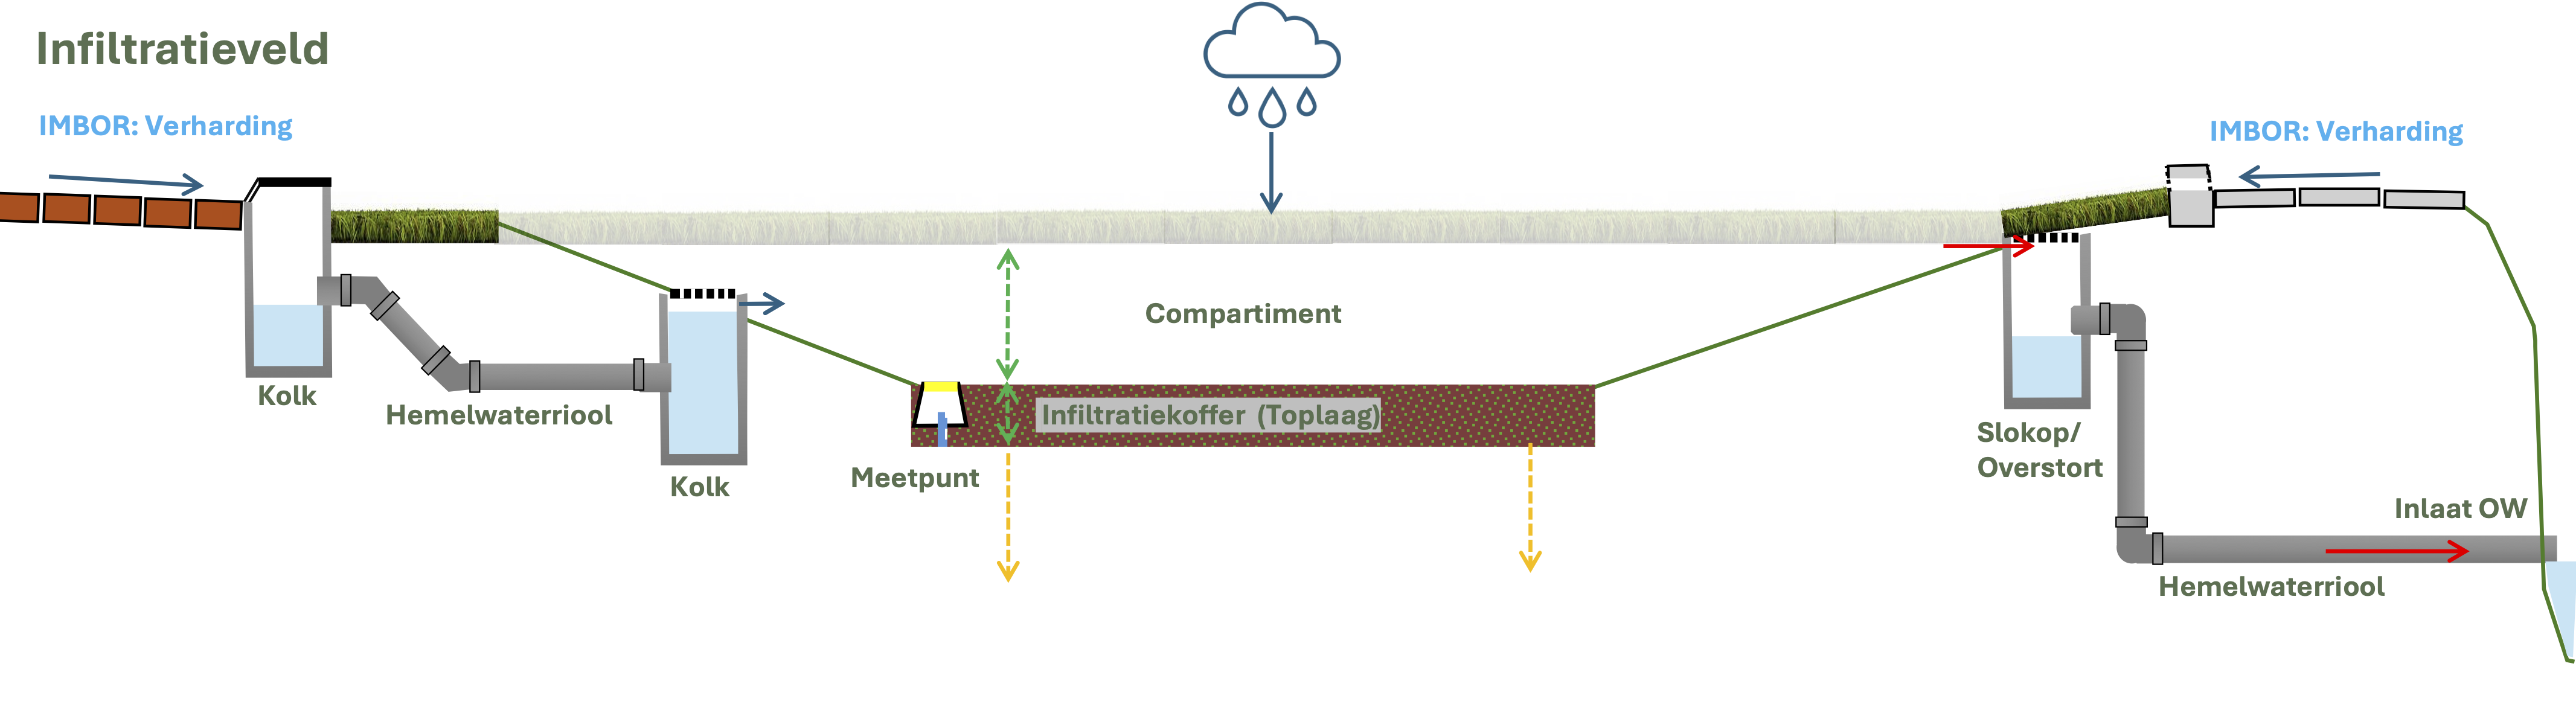 Infiltratieveld
IMBOR: Verharding
IMBOR: Verharding
Compartiment
Kolk
Hemelwaterriool
Infiltratiekoffer (Toplaag)
Kolk
Meetpunt
Slokop/
Overstort
Inlaat OW
Hemelwaterriool